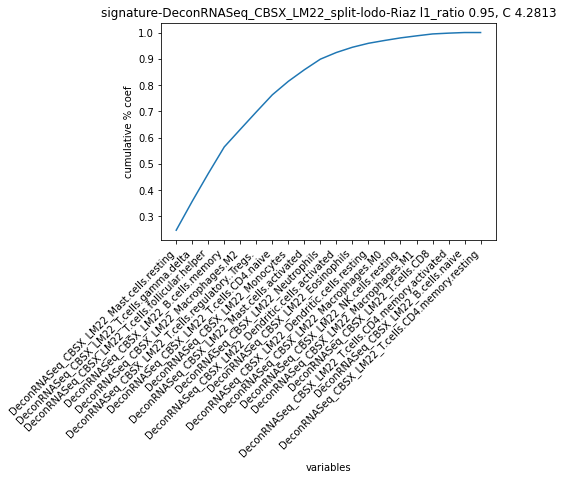 signature-DeconRNASeq_CBSX_LM22_split-lodo-Riaz l1_ratio 0.95, C 4.2813
cumulative % coef
1.0
0.9
0.8
0.7
0.6
0.5
0.4
0.3
DeconRNASeq_CBSX_LM22_Mast.cells.resting
DeconRNASeq_CBSX_LM22_T.cells.gamma.delta
DeconRNASeq_CBSX_LM22_T.cells.follicular.helper
DeconRNASeq_CBSX_LM22_B.cells.memory
DeconRNASeq_CBSX_LM22_Macrophages.M2
DeconRNASeq_CBSX_LM22_T.cells.regulatory..Tregs.
DeconRNASeq_CBSX_LM22_T.cells.CD4.naive
DeconRNASeq_CBSX_LM22_Monocytes
DeconRNASeq_CBSX_LM22_Mast.cells.activated
DeconRNASeq_CBSX_LM22_Neutrophils
DeconRNASeq_CBSX_LM22_Dendritic.cells.activated
DeconRNASeq_CBSX_LM22_Eosinophils
DeconRNASeq_CBSX_LM22_Dendritic.cells.resting
DeconRNASeq_CBSX_LM22_Macrophages.M0
DeconRNASeq_CBSX_LM22_NK.cells.resting
DeconRNASeq_CBSX_LM22_Macrophages.M1
DeconRNASeq_CBSX_LM22_T.cells.CD8
DeconRNASeq_CBSX_LM22_T.cells.CD4.memory.activated
DeconRNASeq_CBSX_LM22_B.cells.naive
DeconRNASeq_CBSX_LM22_T.cells.CD4.memory.resting
variables